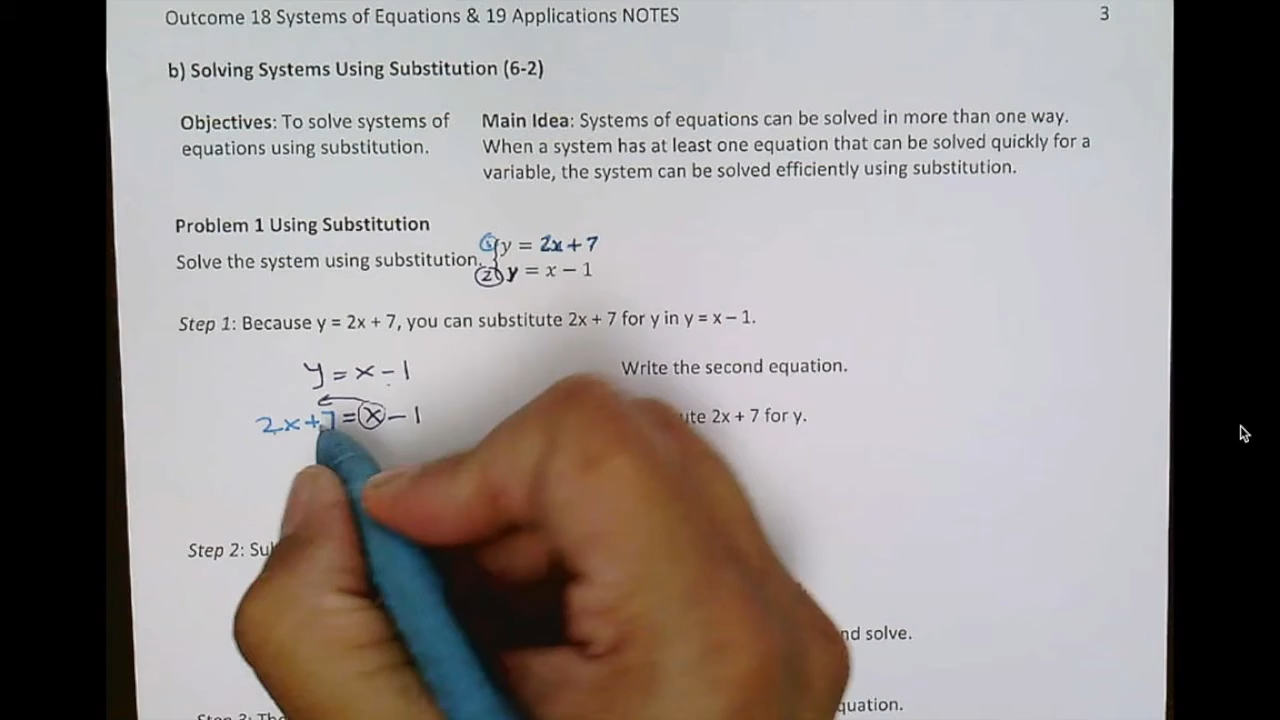 Outcome 18 Systems of Equations & 19 Applications NOTES 3
b) Solving Systems Using Substitution (6-2)
Objectives: To solve systems of equations using substitution.
Main Idea: Systems of equations can be solved in more than one way.
When a system has at least one equation that can be solved quickly for a
variable, the system can be solved efficiently using substitution.
Problem 1 Using Substitution
① y = 2x + 7
Solve the system using substitution.
② y = x − 1
Step 1: Because y = 2x + 7, you can substitute 2x + 7 for y in y = x – 1.
y = x − 1 Write the second equation.
2x + 7 = x − 1 2x + 7 for y.
Step 2:
solve.